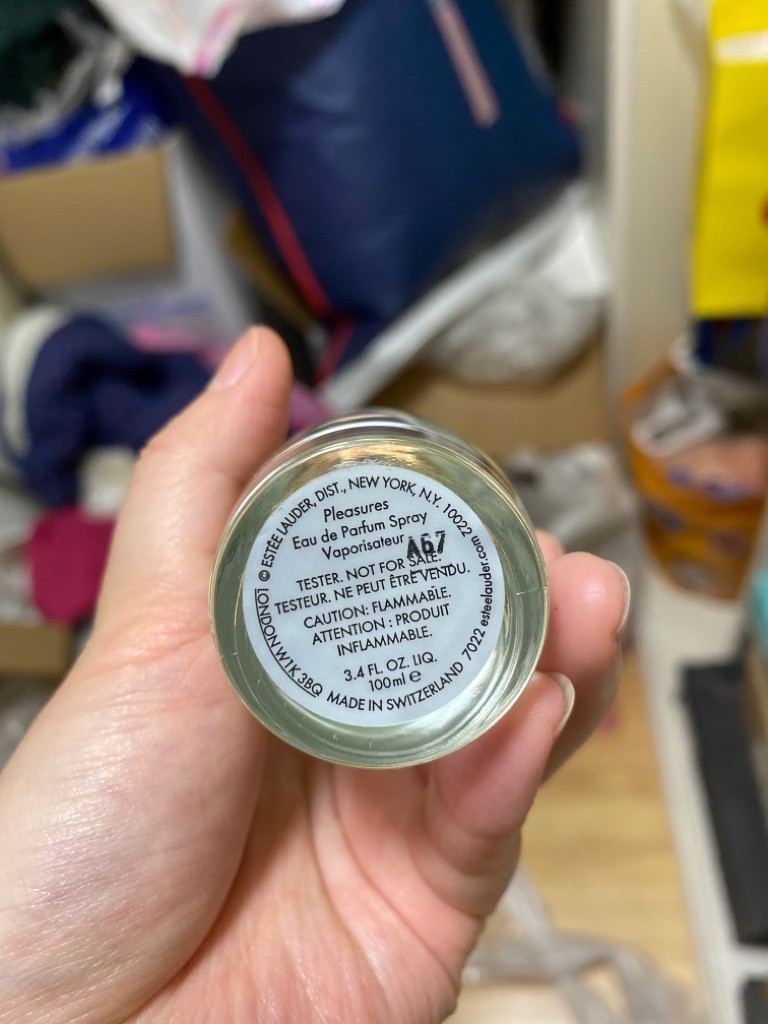 © ESTĒE LAUDER, DIST., NEW YORK, N.Y. 10022
Pleasures
Eau de Parfum Spray
Vaporisateur
A67
TESTER. NOT FOR SALE.
TESTEUR. NE PEUT ÊTRE VENDU.
CAUTION: FLAMMABLE.
ATTENTION : PRODUIT
INFLAMMABLE.
3.4 FL. OZ. LIQ.
100ml ℮
LONDON W1K 3BQ MADE IN SWITZERLAND 7022 esteelauder.com